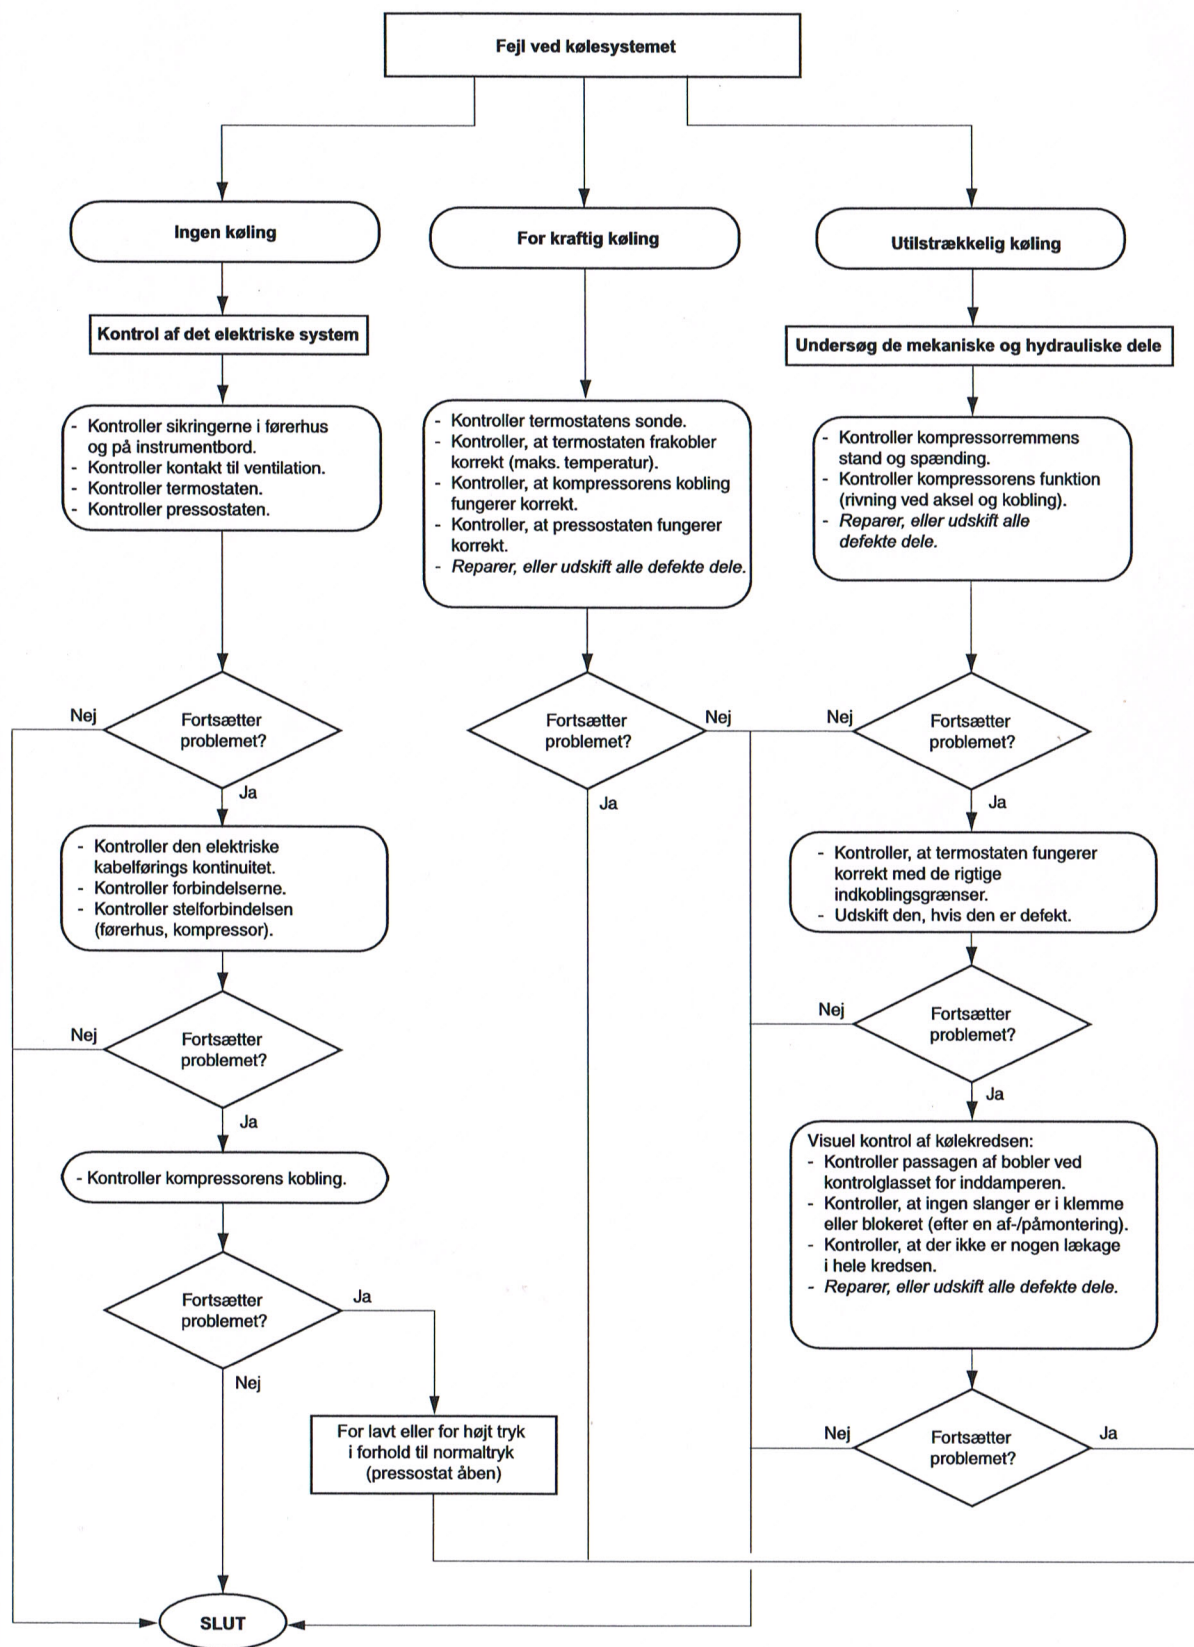 Fejl ved kølesystemet
Ingen køling
Kontrol af det elektriske system
- Kontroller sikringerne i førerhus
og på instrumentbord.
- Kontroller kontakt til ventilation.
- Kontroller termostaten.
- Kontroller pressostaten.
Fortsætter
problemet?
Nej
Ja
- Kontroller den elektriske
kabelførings kontinuitet.
- Kontroller forbindelserne.
- Kontroller stelforbindelsen
(førerhus, kompressor).
Fortsætter
problemet?
Nej
Ja
- Kontroller kompressorens kobling.
Fortsætter
problemet?
Ja
Nej
For lavt eller for højt tryk
i forhold til normaltryk
(pressostat åben)
SLUT
For kraftig køling
- Kontroller termostatens sonde.
- Kontroller, at termostaten frakobler
korrekt (maks. temperatur).
- Kontroller, at kompressorens kobling
fungerer korrekt.
- Kontroller, at pressostaten fungerer
korrekt.
- Reparer, eller udskift alle defekte dele.
Fortsætter
problemet?
Nej
Ja
Utilstrækkelig køling
Undersøg de mekaniske og hydrauliske dele
- Kontroller kompressorremmens
stand og spænding.
- Kontroller kompressorens funktion
(rivning ved aksel og kobling).
- Reparer, eller udskift alle
defekte dele.
Nej
Fortsætter
problemet?
Ja
- Kontroller, at termostaten fungerer
korrekt med de rigtige
indkoblingsgrænser.
- Udskift den, hvis den er defekt.
Nej
Fortsætter
problemet?
Ja
Visuel kontrol af kølekredsen:
- Kontroller passagen af bobler ved
kontrolglasset for inddamperen.
- Kontroller, at ingen slanger er i klemme
eller blokeret (efter en af-/påmontering).
- Kontroller, at der ikke er nogen lækage
i hele kredsen.
- Reparer, eller udskift alle defekte dele.
Nej
Fortsætter
problemet?
Ja